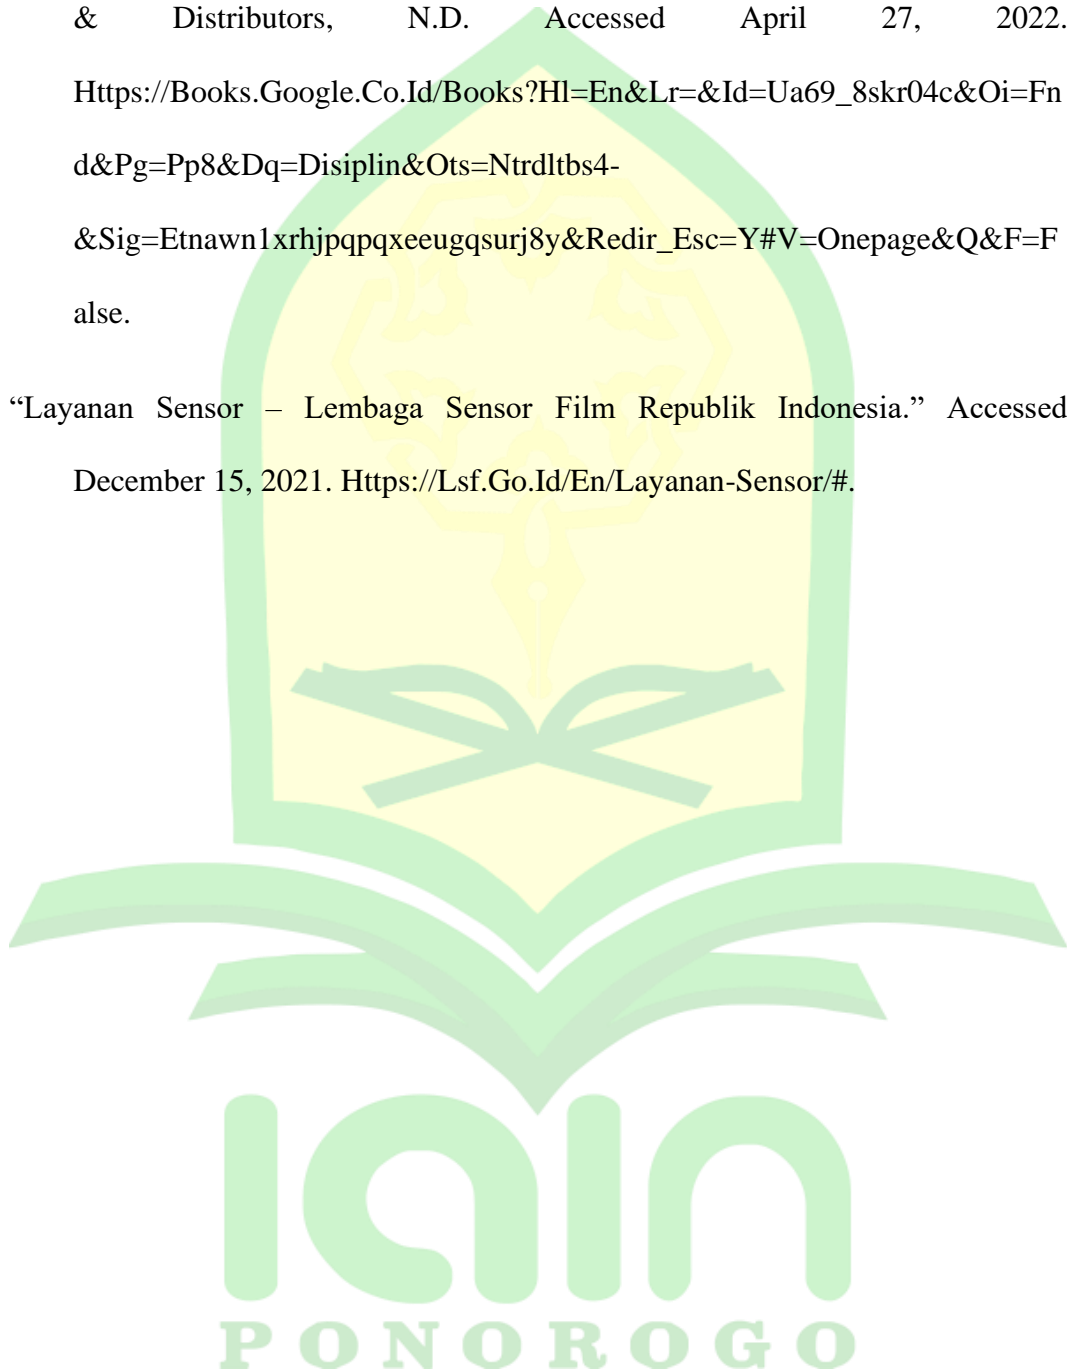 & Distributors, N.D. Accessed April 27, 2022.
Https://Books.Google.Co.Id/Books?Hl=En&Lr=&Id=Ua69_8skr04c&Oi=Fn
d&Pg=Pp8&Dq=Disiplin&Ots=Ntrdltbs4-
&Sig=Etnawn1xrhjpqpqxeeugqsurj8y&Redir_Esc=Y#V=Onepage&Q&F=F
alse.
“Layanan Sensor – Lembaga Sensor Film Republik Indonesia.” Accessed
December 15, 2021. Https://Lsf.Go.Id/En/Layanan-Sensor/#.
iain
PONOROGO